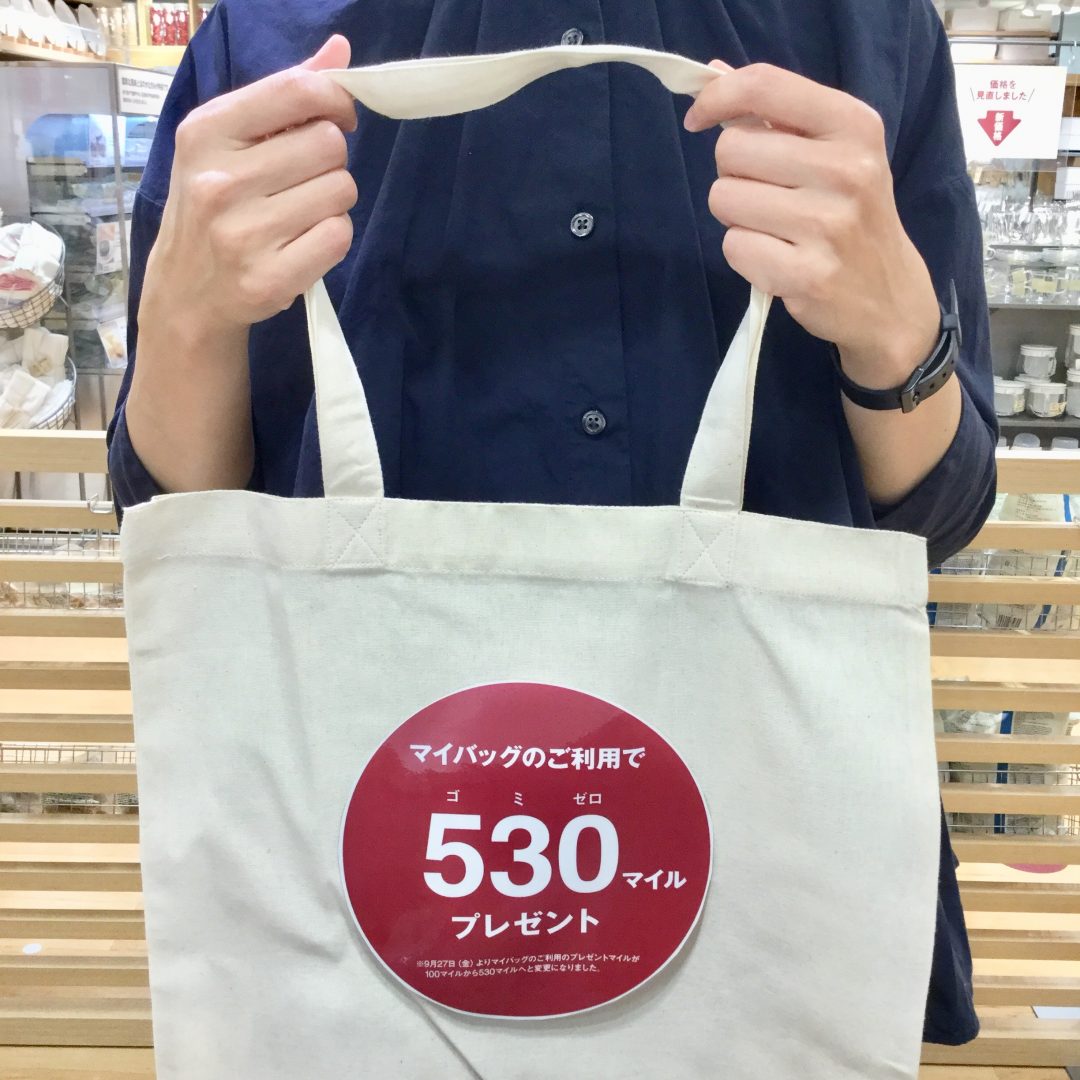 価格を
見直しました
新価格
マイバッグのご利用で
ゴ ミ ゼロ
530マイル
プレゼント
※9月27日（金）よりマイバッグのご利用のプレゼントマイルが
100マイルから530マイルへと変更になりました。